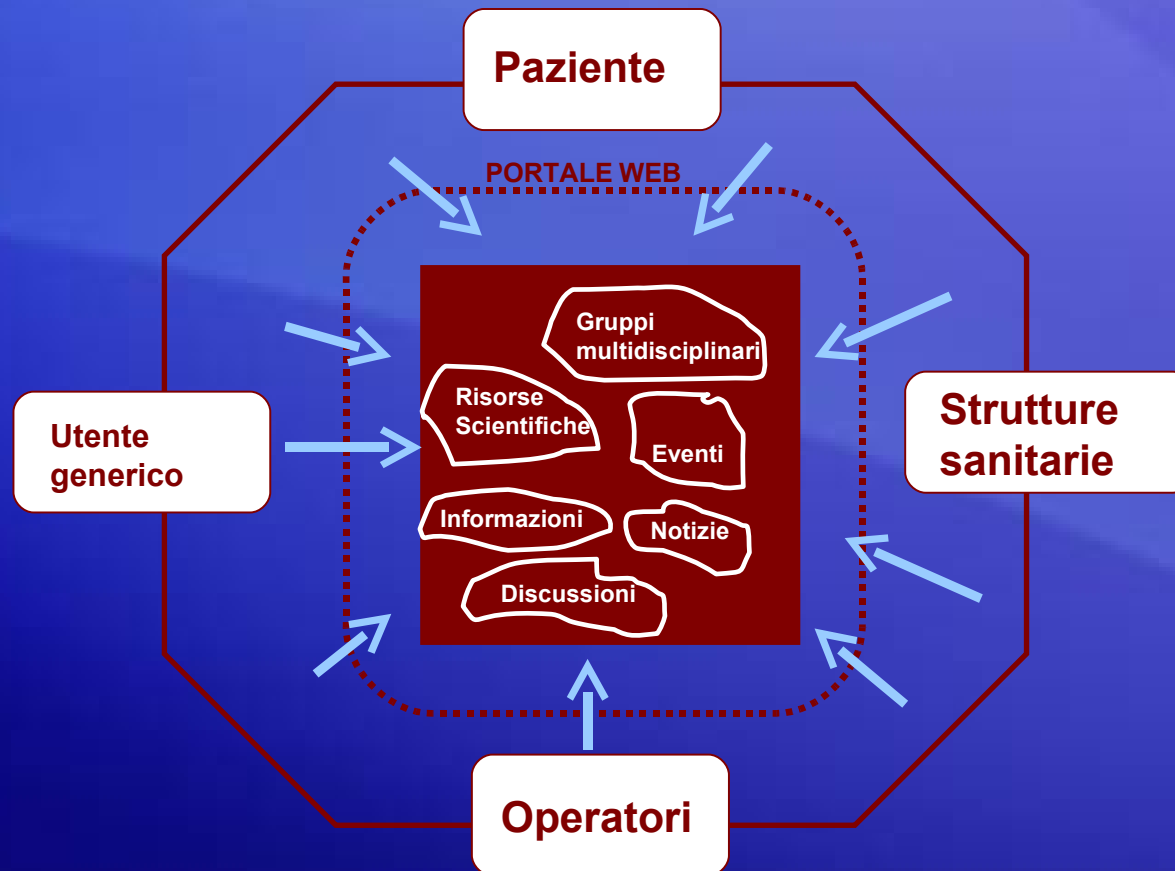 Paziente
PORTALE WEB
Gruppi
multidisciplinari
Risorse
Scientifiche
Eventi
Utente
generico
Strutture
sanitarie
Informazioni
Notizie
Discussioni
Operatori